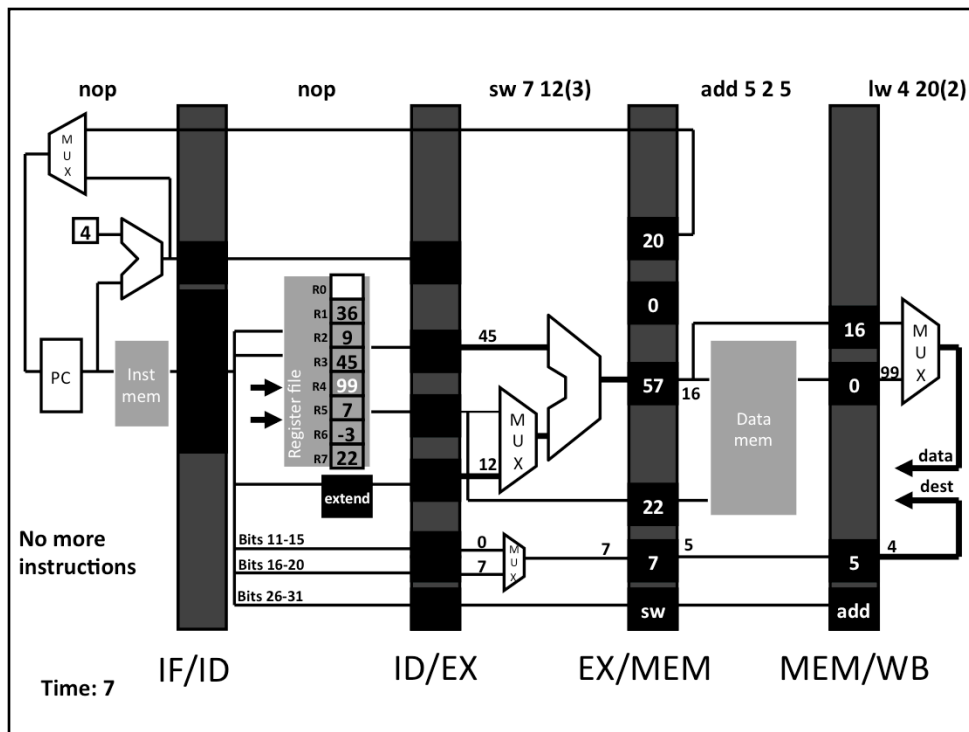 nop nop sw 7 12(3) add 5 2 5 lw 4 20(2)
MUX
4
20
R0
R1 36
R2 9
R3 45
R4 99
R5 7
R6 -3
R7 22
Register file
0
45
16
MUX
PC
Inst
mem
57
16
0
99
Data
mem
MUX
12
extend
data
dest
22
No more
instructions
Bits 11-15
0
Bits 16-20
7
MUX
7
7
5
5
4
Bits 26-31
sw
add
IF/ID ID/EX EX/MEM MEM/WB
Time: 7